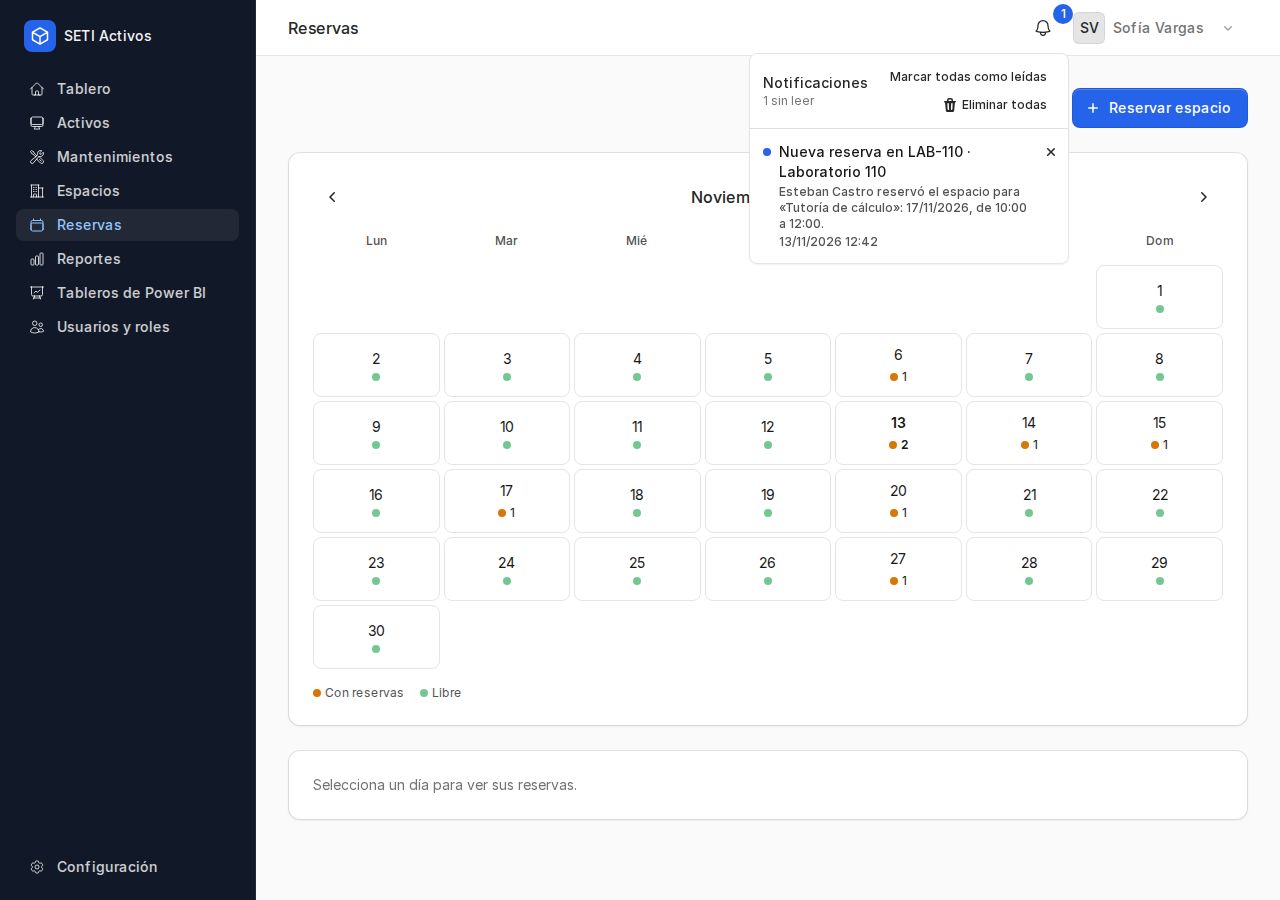 SETI Activos
Tablero
Activos
Mantenimientos
Espacios
Reservas
Reportes
Tableros de Power BI
Usuarios y roles
Configuración
Reservas
1
SV
Sofía Vargas
Notificaciones
1 sin leer
Marcar todas como leídas
Eliminar todas
Nueva reserva en LAB-110 ·
Laboratorio 110
Esteban Castro reservó el espacio para
«Tutoría de cálculo»: 17/11/2026, de 10:00
a 12:00.
13/11/2026 12:42
Reservar espacio
Noviem
Lun Mar Mié Dom
1
2 3 4 5 6 7 8
1
9 10 11 12 13 14 15
2 1 1
16 17 18 19 20 21 22
1 1
23 24 25 26 27 28 29
1
30
Con reservas Libre
Selecciona un día para ver sus reservas.